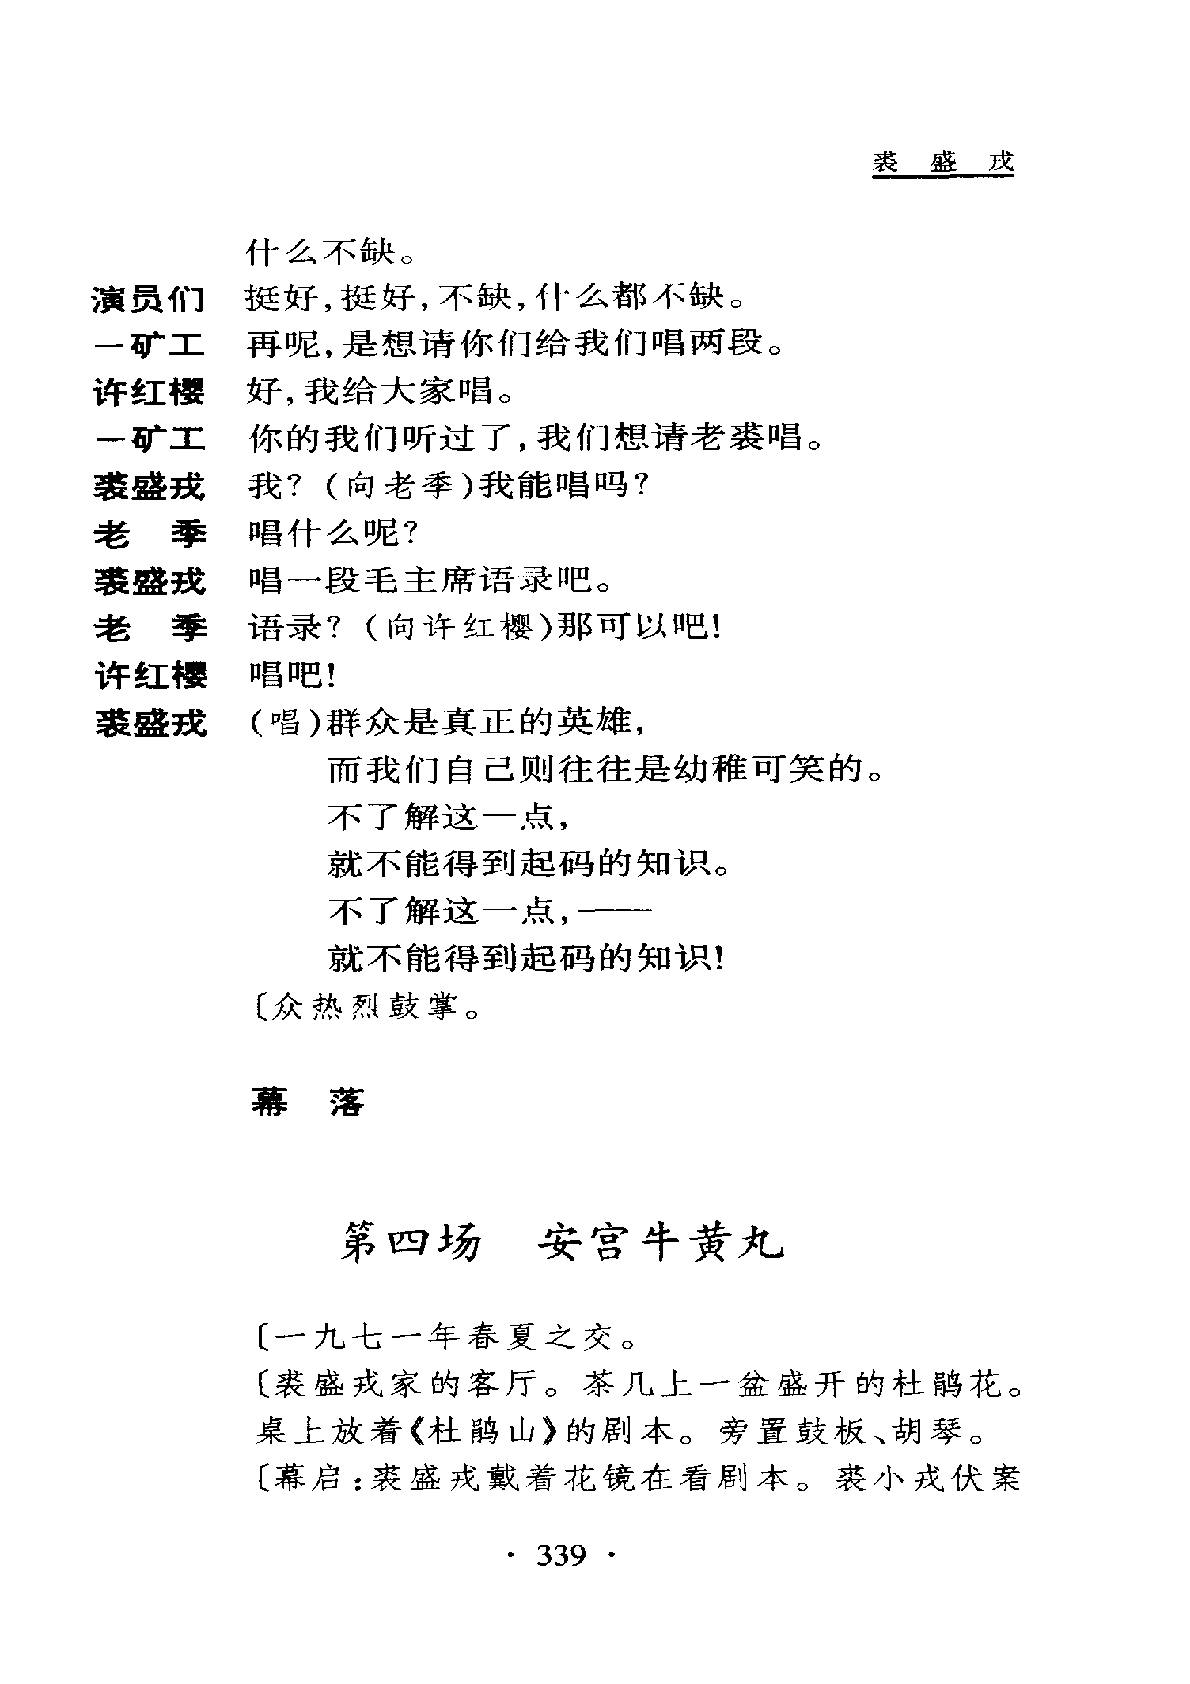 裘 盛 戎
什么不缺。
演员们 挺好,挺好,不缺,什么都不缺。
一矿工 再呢,是想请你们给我们唱两段。
许红樱 好,我给大家唱。
一矿工 你的我们听过了,我们想请老裘唱。
裘盛戎 我?(向老季)我能唱吗?
老 季 唱什么呢?
裘盛戎 唱一段毛主席语录吧。
老 季 语录?(向许红樱)那可以吧!
许红樱 唱吧!
裘盛戎 (唱)群众是真正的英雄,
而我们自己则往往是幼稚可笑的。
不了解这一点,
就不能得到起码的知识。
不了解这一点,——
就不能得到起码的知识!
〔众热烈鼓掌。
幕 落
第四场 安宫牛黄丸
〔一九七一年春夏之交。
〔裘盛戎家的客厅。茶几上一盆盛开的杜鹃花。
桌上放着《杜鹃山》的剧本。旁置鼓板、胡琴。
〔幕启:裘盛戎戴着花镜在看剧本。裘小戎伏案
· 339 ·